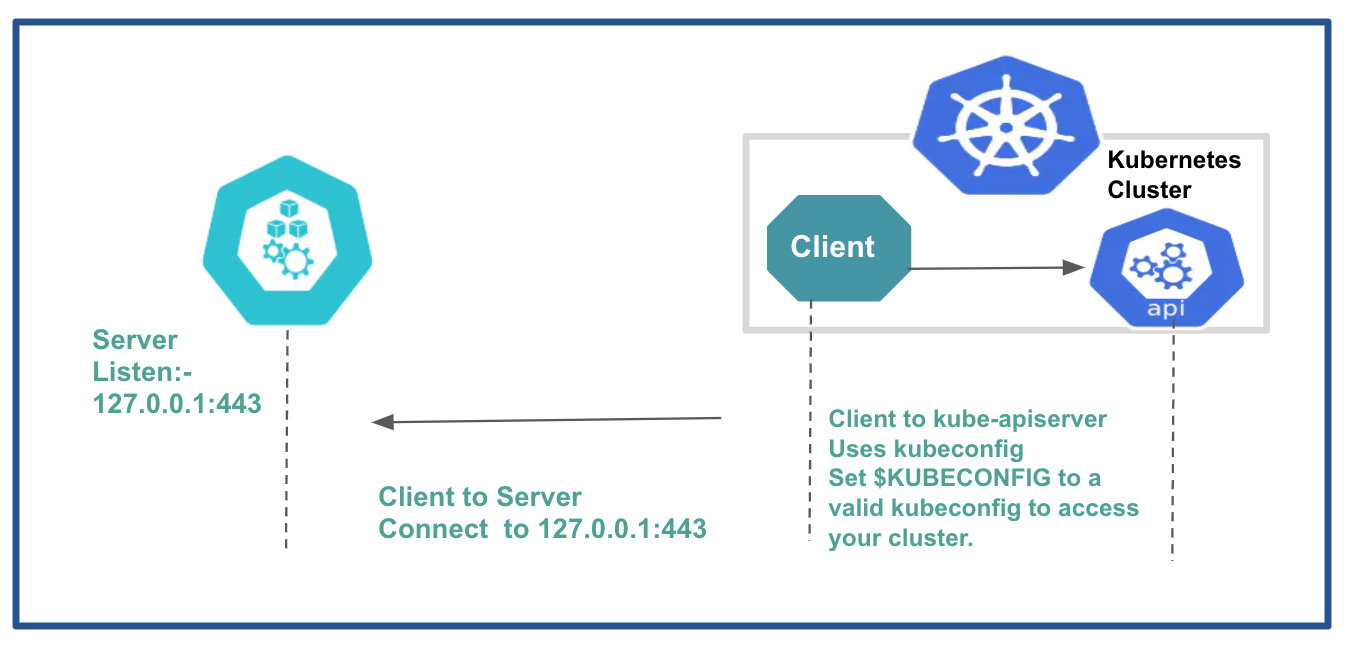 Kubernetes
Cluster
Client
api
Server
Listen:-
127.0.0.1:443
Client to Server
Connect  to 127.0.0.1:443
Client to kube-apiserver
Uses kubeconfig
Set $KUBECONFIG to a
valid kubeconfig to access
your cluster.